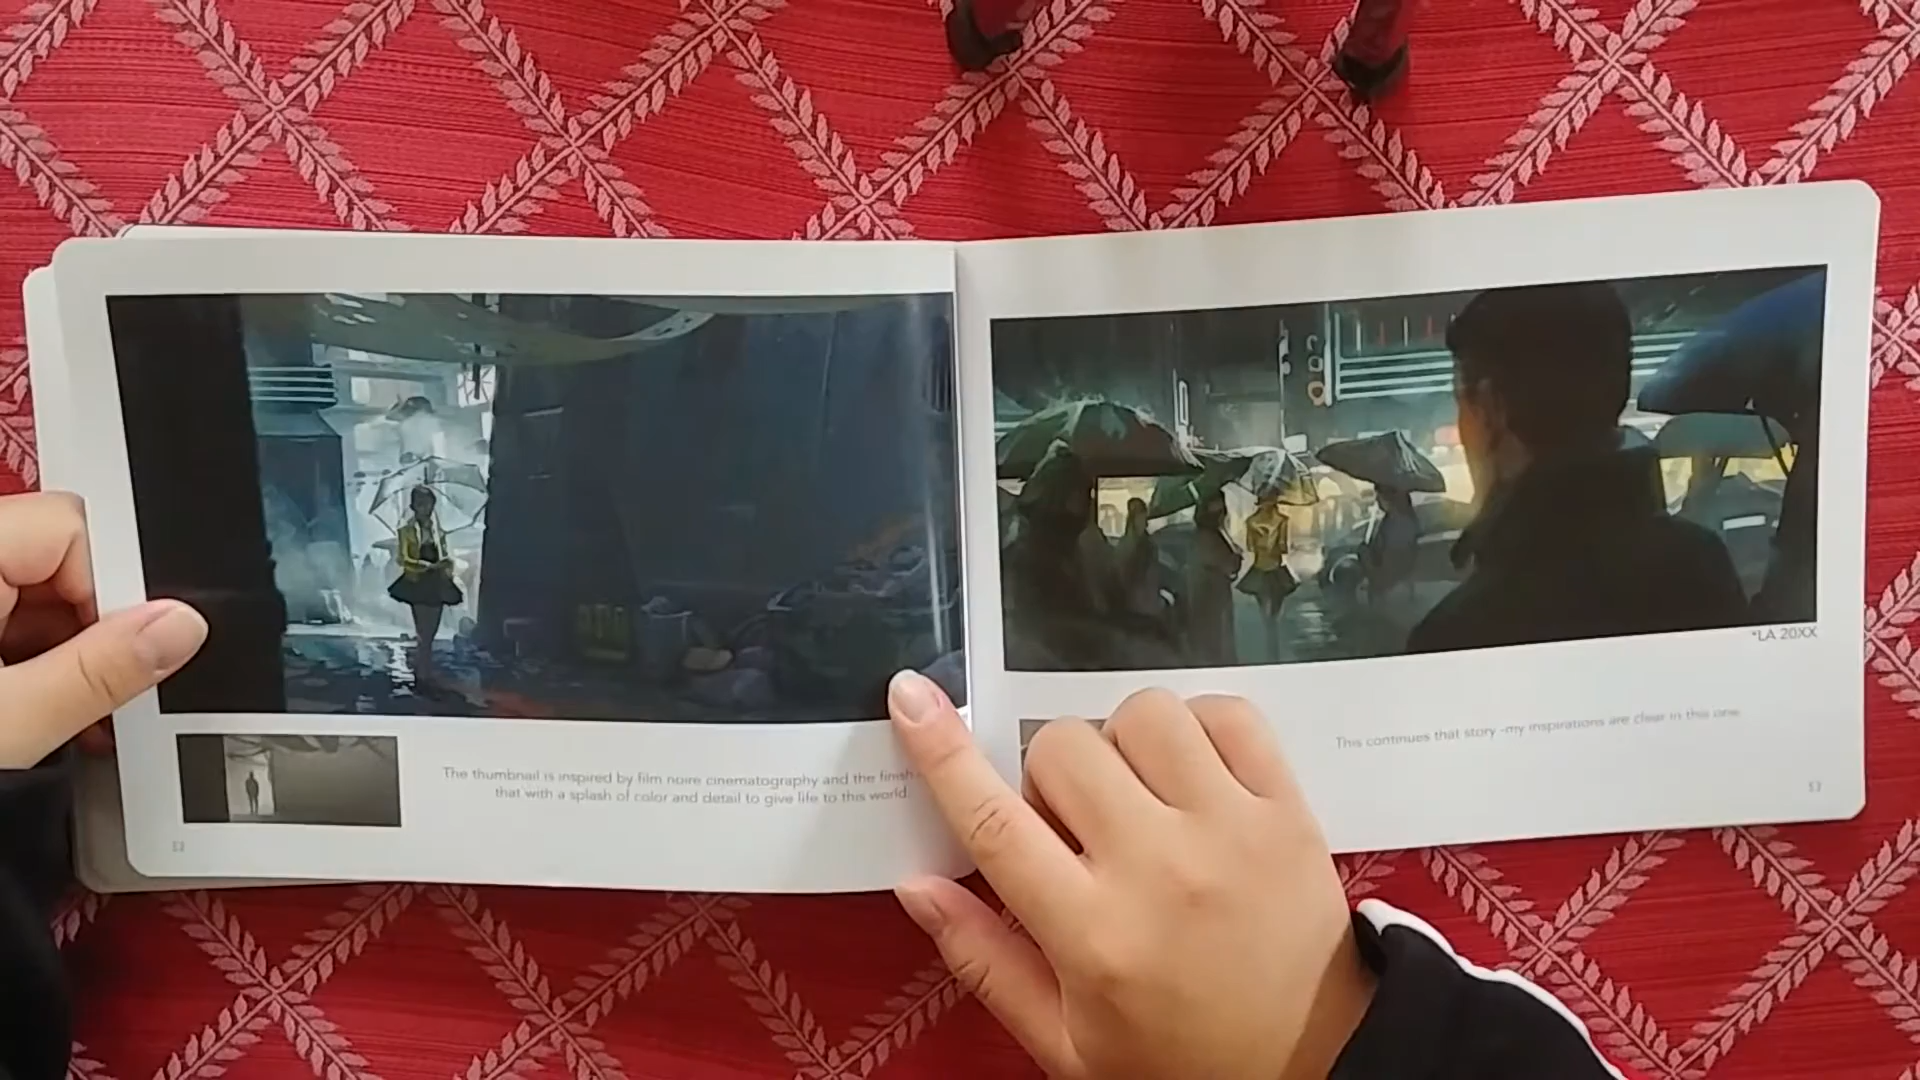 The thumbnail is inspired by film noire cinematography and the finish
that with a splash of color and detail to give life to this world.
*LA 20XX
This continues that story -my inspirations are clear in this one.
53